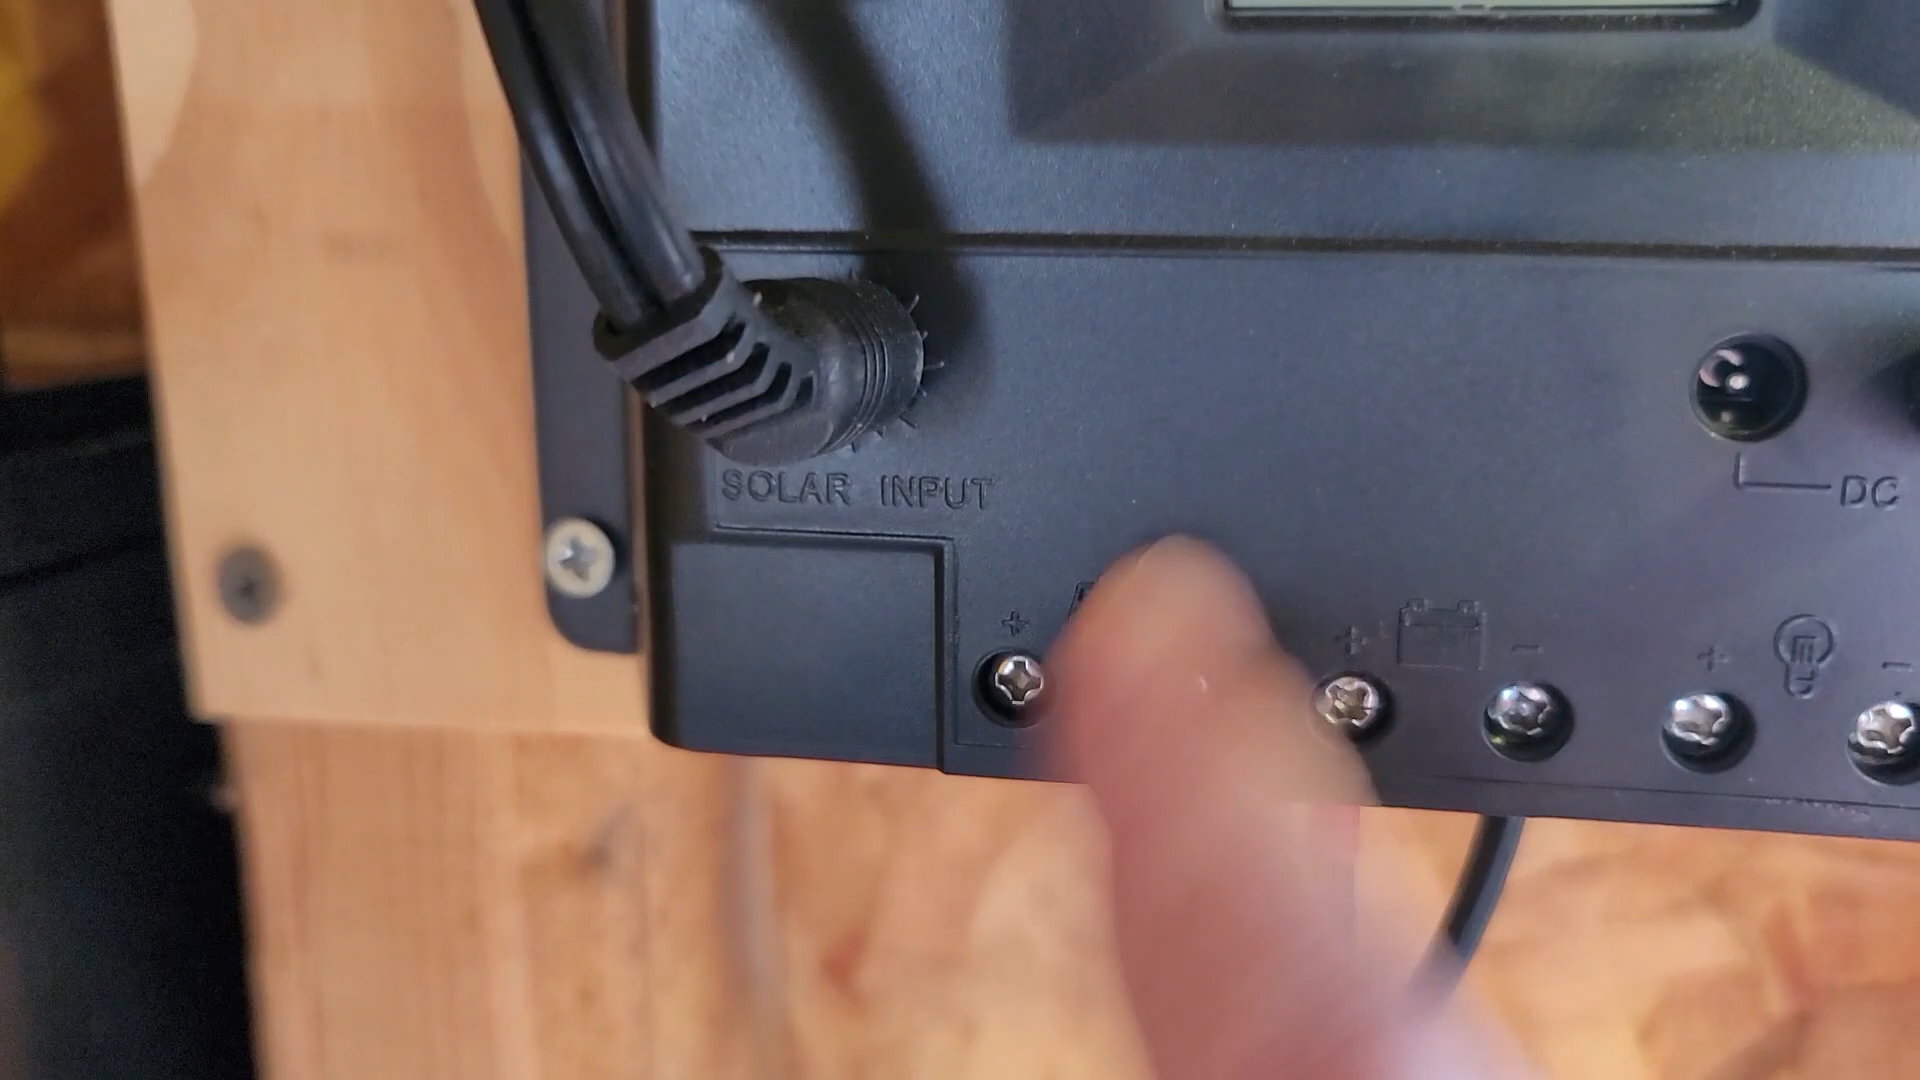 SOLAR INPUT
DC
+
+ -
+ -